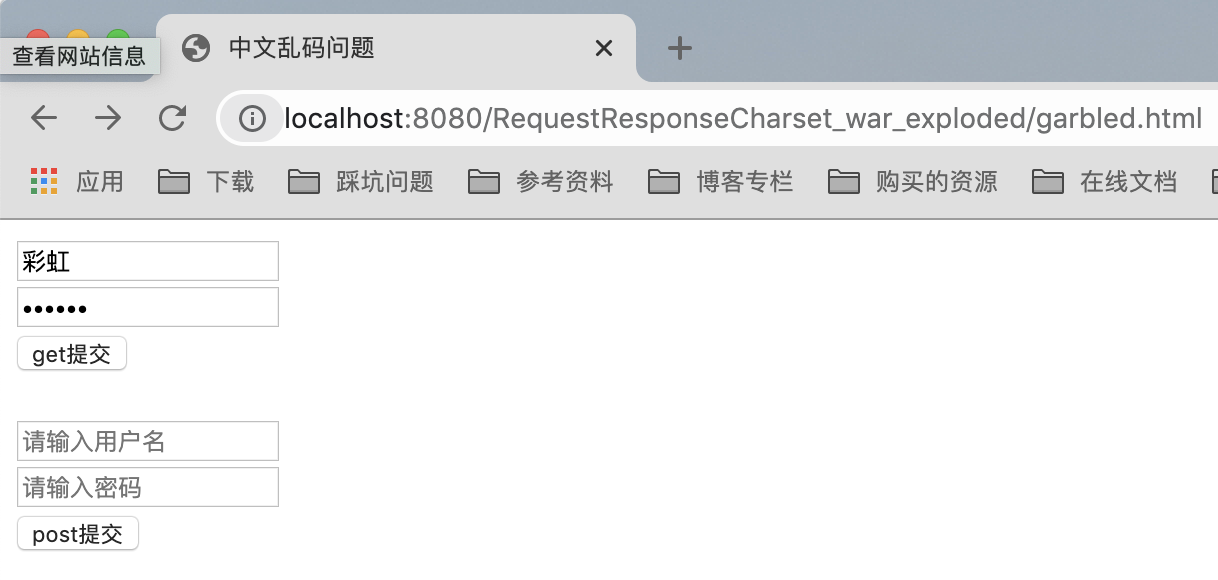 中文乱码问题
查看网站信息
localhost:8080/RequestResponseCharset_war_exploded/garbled.html
应用 下载 踩坑问题 参考资料 博客专栏 购买的资源 在线文档
彩虹
••••••
get提交
请输入用户名
请输入密码
post提交